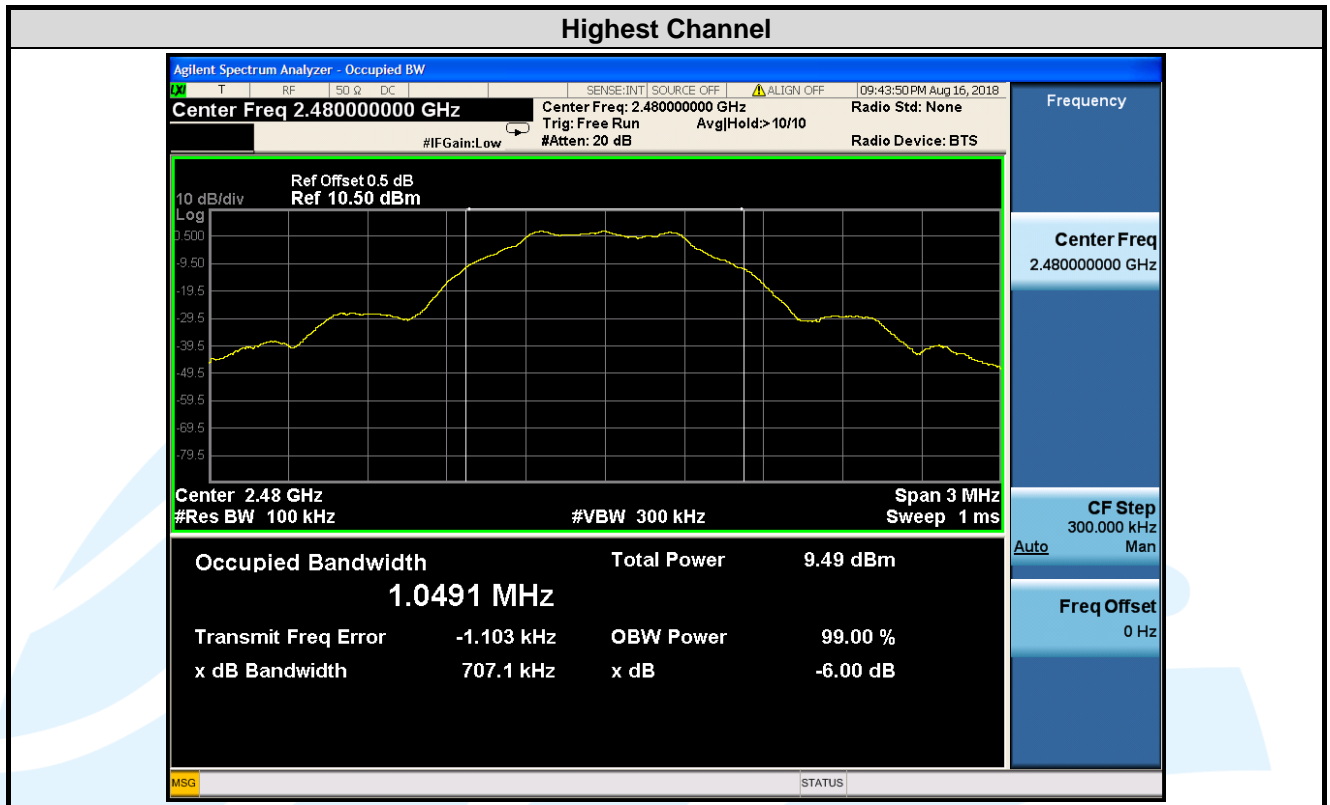 Highest Channel
Agilent Spectrum Analyzer - Occupied BW
LXI T RF 50 Ω DC SENSE:INT SOURCE OFF ALIGN OFF 09:43:50 PM Aug 16, 2018
Center Freq 2.480000000 GHz Center Freq: 2.480000000 GHz Radio Std: None
Trig: Free Run Avg|Hold:>10/10
#IFGain:Low #Atten: 20 dB Radio Device: BTS
Frequency
Ref Offset 0.5 dB
10 dB/div Ref 10.50 dBm
Log
0.500
-9.50
-19.5
-29.5
-39.5
-49.5
-59.5
-69.5
-79.5
Center 2.48 GHz Span 3 MHz
#Res BW 100 kHz #VBW 300 kHz Sweep 1 ms
Center Freq
2.480000000 GHz
CF Step
300.000 kHz
Auto Man
Freq Offset
0 Hz
Occupied Bandwidth Total Power 9.49 dBm
1.0491 MHz
Transmit Freq Error -1.103 kHz OBW Power 99.00 %
x dB Bandwidth 707.1 kHz x dB -6.00 dB
MSG STATUS